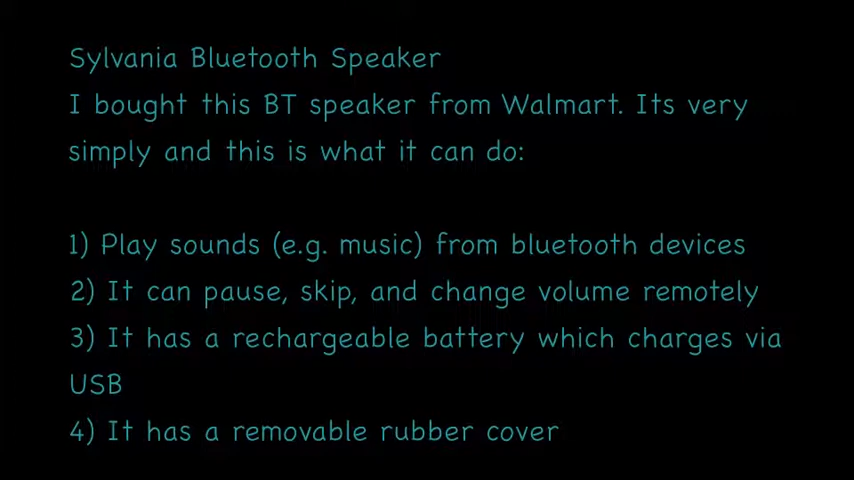 Sylvania Bluetooth Speaker
I bought this BT speaker from Walmart. Its very
simply and this is what it can do:
1) Play sounds (e.g. music) from bluetooth devices
2) It can pause, skip, and change volume remotely
3) It has a rechargeable battery which charges via
USB
4) It has a removable rubber cover